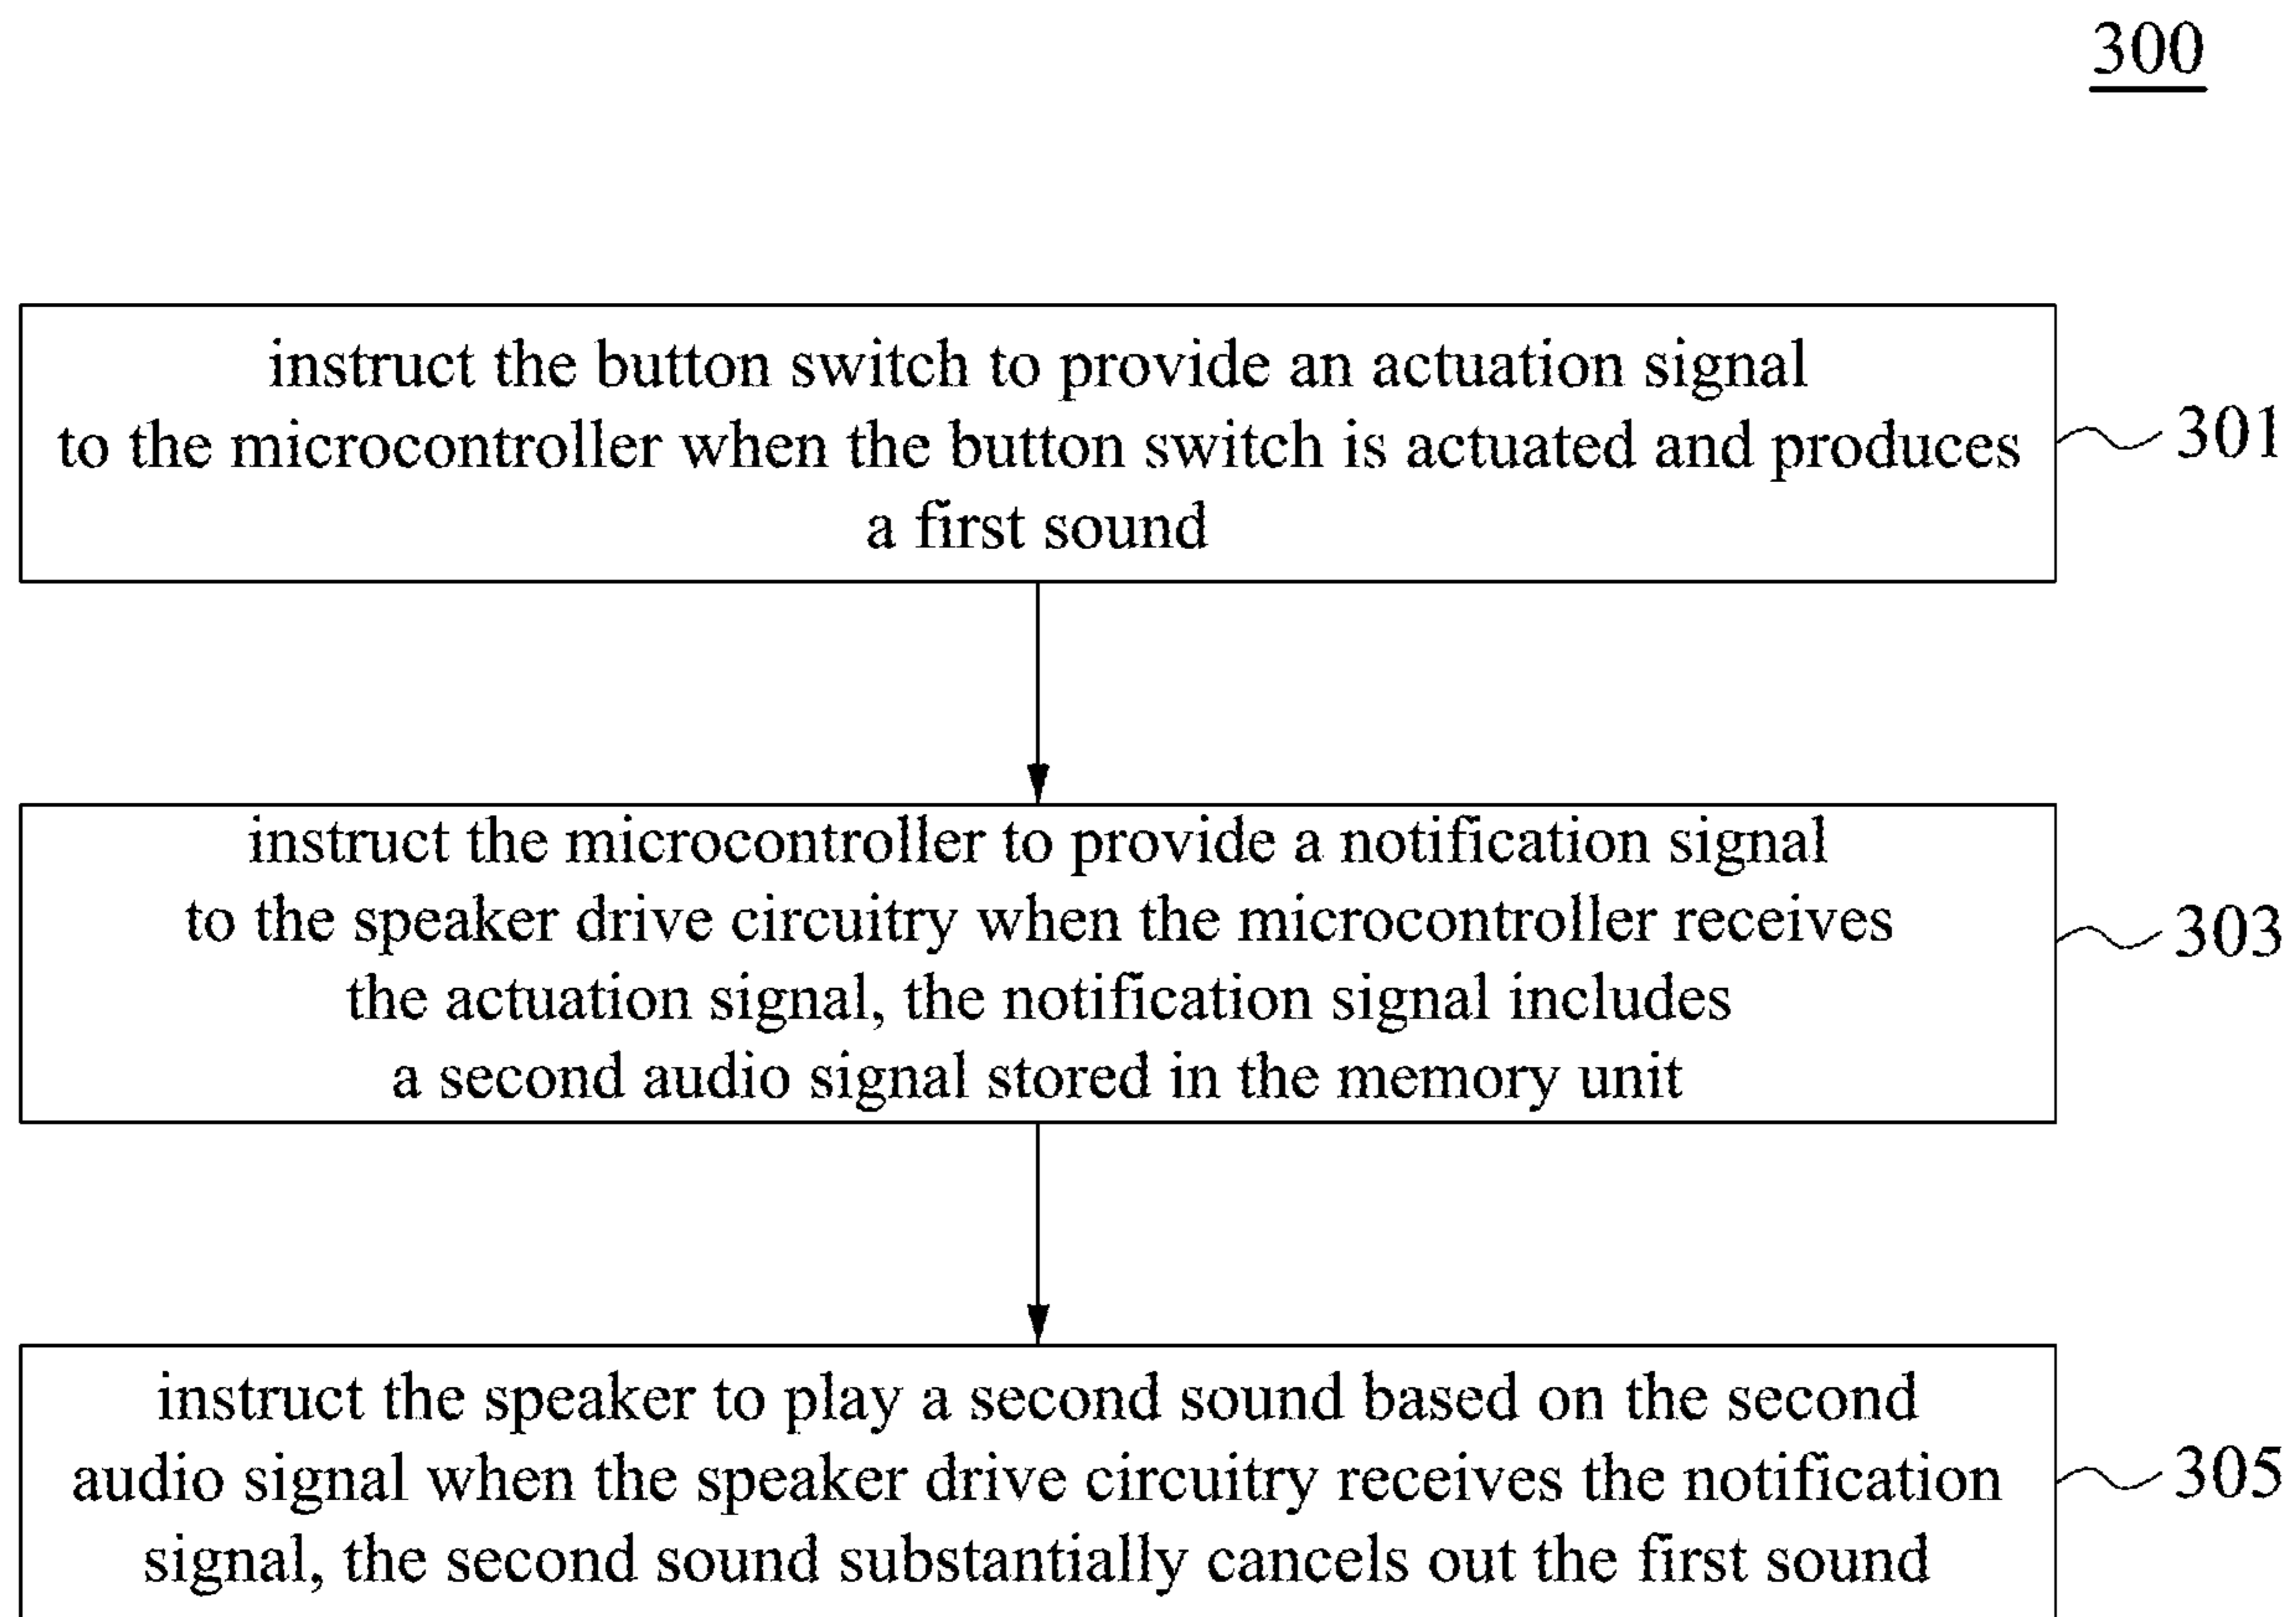 300
instruct the button switch to provide an actuation signal
to the microcontroller when the button switch is actuated and produces
a first sound
301
instruct the microcontroller to provide a notification signal
to the speaker drive circuitry when the microcontroller receives
the actuation signal, the notification signal includes
a second audio signal stored in the memory unit
303
instruct the speaker to play a second sound based on the second
audio signal when the speaker drive circuitry receives the notification
signal, the second sound substantially cancels out the first sound
305